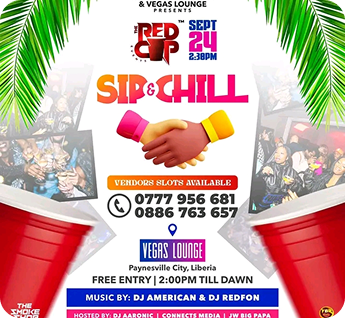 & VEGAS LOUNGE
PRESENTS
THE RED CUP™
SEPT
24
2:30PM
SIP & CHILL
VENDORS SLOTS AVAILABLE
0777 956 681
0886 763 657
VEGAS LOUNGE
Paynesville City, Liberia
FREE ENTRY | 2:00PM TILL DAWN
MUSIC BY: DJ AMERICAN & DJ REDFON
HOSTED BY: DJ AARONIC | CONNECTS MEDIA | JW BIG PAPA
THE
SMOKE